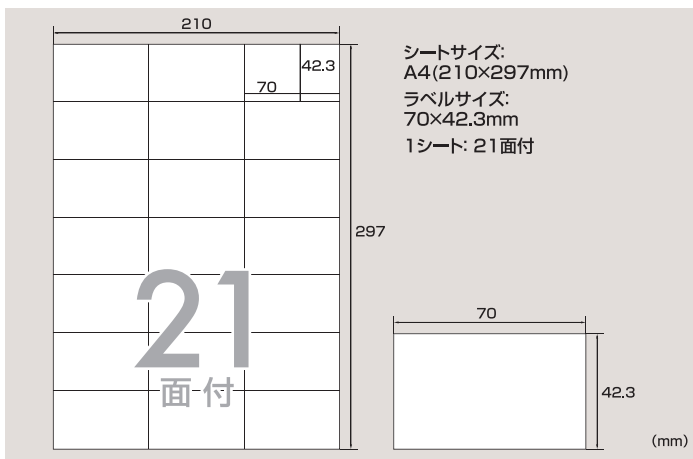 210
42.3
70
297
シートサイズ:
A4(210×297mm)
ラベルサイズ:
70×42.3mm
1シート: 21面付
21
面付
70
42.3
(mm)